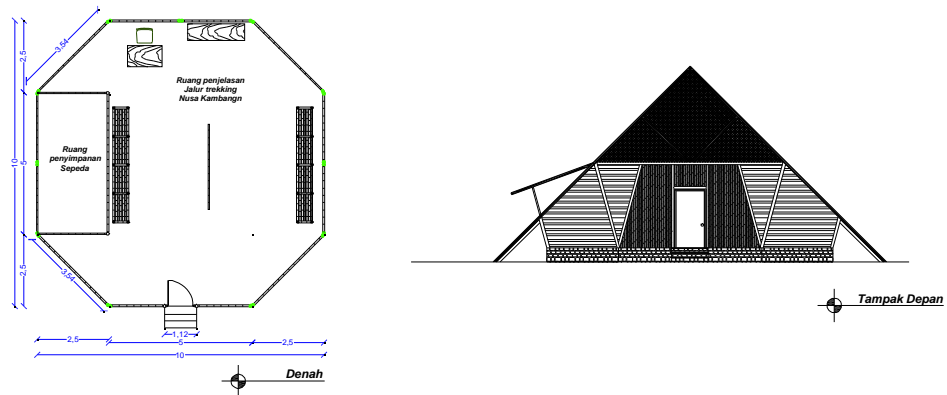 2,5
3,54
10
5
2,5
3,54
Ruang penjelasan
Jalur trekking
Nusa Kambangn
Ruang
penyimpanan
Sepeda
1,12
2,5
5
2,5
10
Denah
Tampak Depan